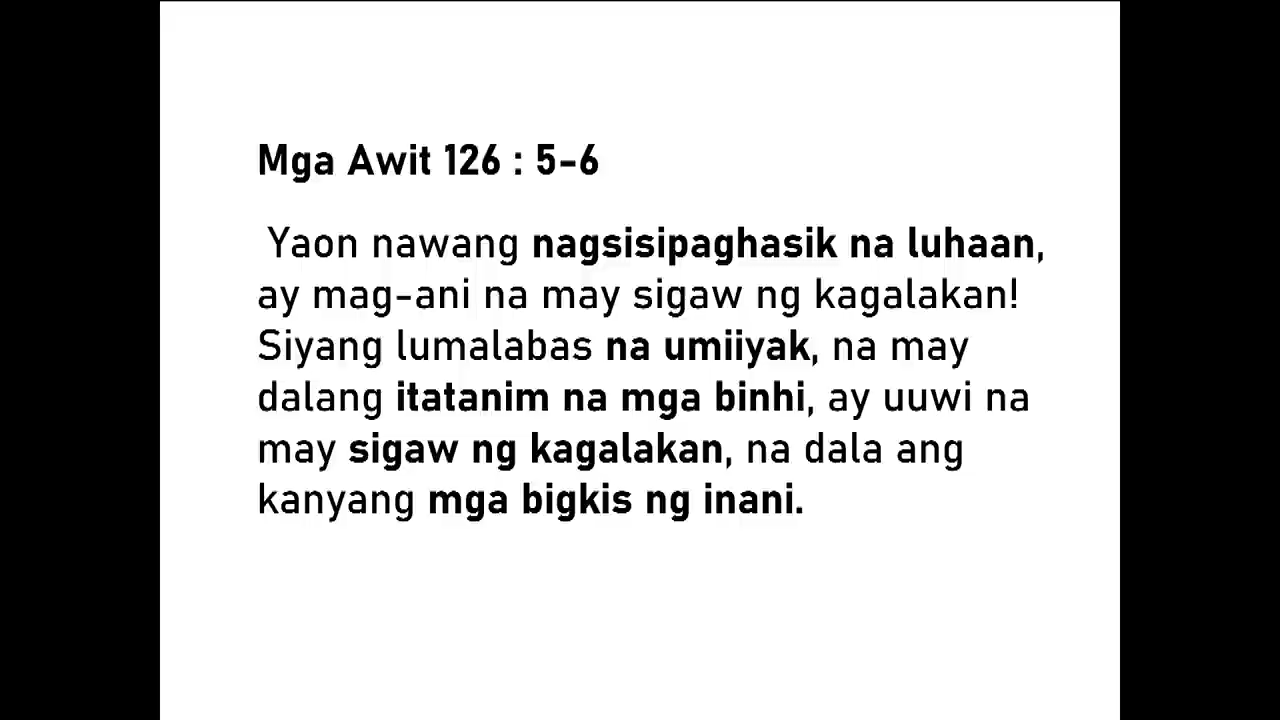 Mga Awit 126 : 5-6
Yaon nawang nagsisipaghasik na luhaan,
ay mag-ani na may sigaw ng kagalakan!
Siyang lumalabas na umiiyak, na may
dalang itatanim na mga binhi, ay uuwi na
may sigaw ng kagalakan, na dala ang
kanyang mga bigkis ng inani.